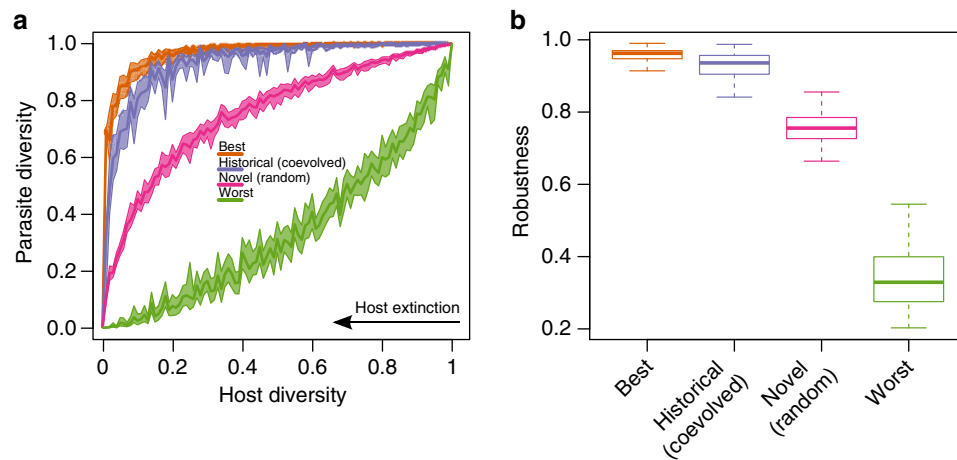 a
Parasite diversity
1.0
0.8
0.6
0.4
0.2
0.0
Best
Historical (coevolved)
Novel (random)
Worst
Host extinction
0
0.2
0.4
0.6
0.8
1
Host diversity
b
Robustness
1.0
0.8
0.6
0.4
0.2
Best
Historical
(coevolved)
Novel
(random)
Worst